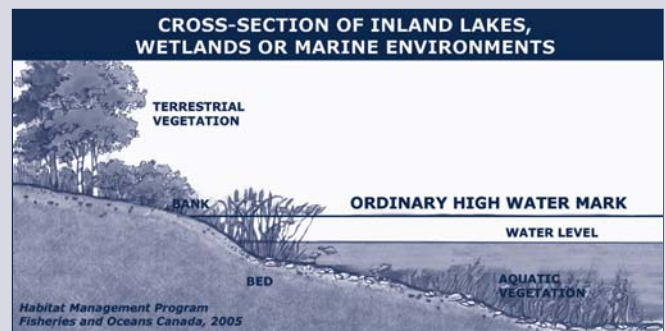 CROSS-SECTION OF INLAND LAKES,
WETLANDS OR MARINE ENVIRONMENTS
TERRESTRIAL
VEGETATION
BANK
ORDINARY HIGH WATER MARK
WATER LEVEL
BED
AQUATIC
VEGETATION
Habitat Management Program
Fisheries and Oceans Canada, 2005